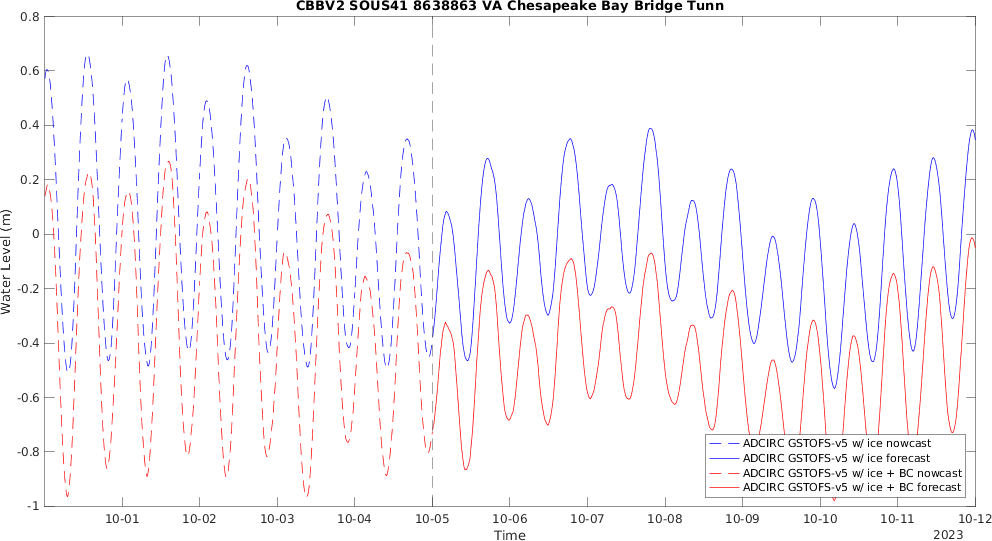 CBBV2 SOUS41 8638863 VA Chesapeake Bay Bridge Tunn
0.8
0.6
0.4
0.2
0
-0.2
-0.4
-0.6
-0.8
-1
Water Level (m)
ADCIRC GSTOFS-v5 w/ ice nowcast
ADCIRC GSTOFS-v5 w/ ice forecast
ADCIRC GSTOFS-v5 w/ ice + BC nowcast
ADCIRC GSTOFS-v5 w/ ice + BC forecast
10-01 10-02 10-03 10-04 10-05 10-06 10-07 10-08 10-09 10-10 10-11 10-12
Time
2023